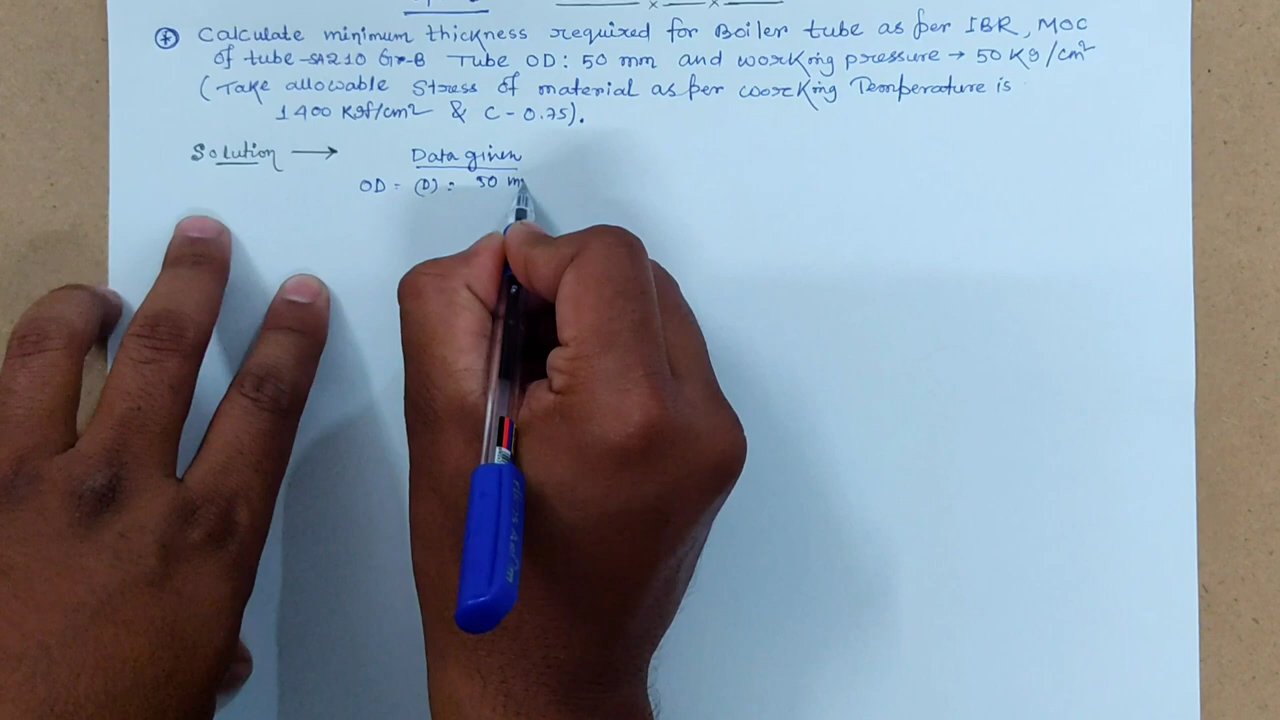 Calculate minimum thickness required for Boiler tube as per IBR, MOC
of tube - SA210 Gr-B Tube OD: 50 mm and working pressure → 50 Kg/cm²
(Take allowable Stress of material as per working Temperature is
1400 Kgf/cm² & C - 0.75).
Solution → Data given
OD = (D) = 50 m